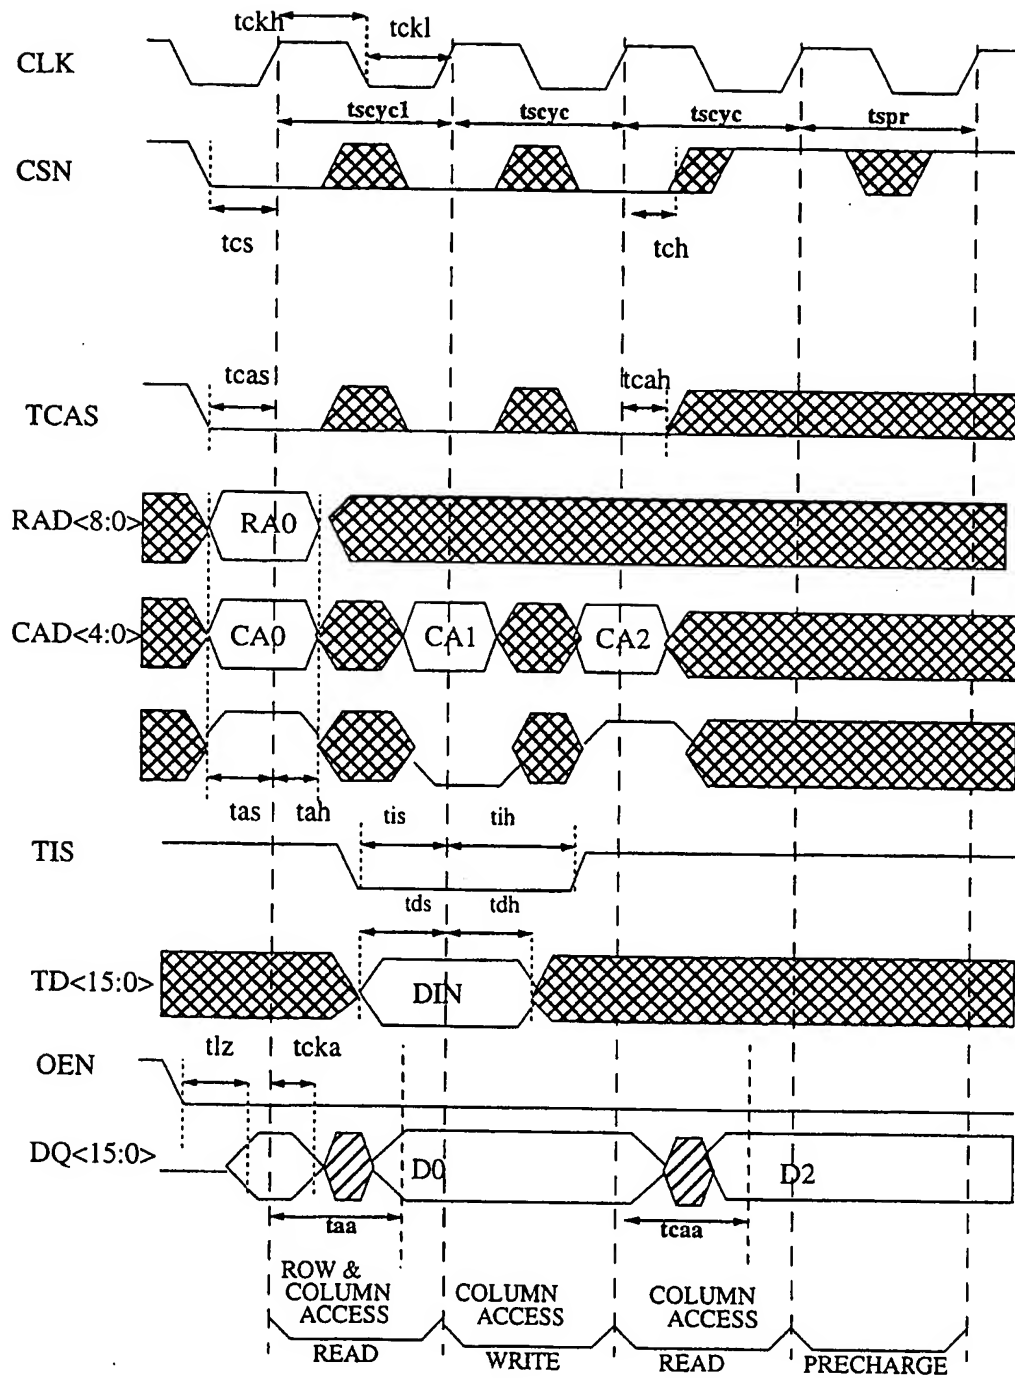 tckh
tckl
CLK
tscyc1 tscyc tscyc tspr
CSN
tcs
tch
tcas
tcah
TCAS
RAD<8:0>
RA0
CAD<4:0>
CA0 CA1 CA2
tas tah tis tih
TIS
tds tdh
TD<15:0>
DIN
tlz tcka
OEN
DQ<15:0>
D0 D2
taa tcaa
ROW &
COLUMN
ACCESS
COLUMN
ACCESS
COLUMN
ACCESS
READ WRITE READ PRECHARGE